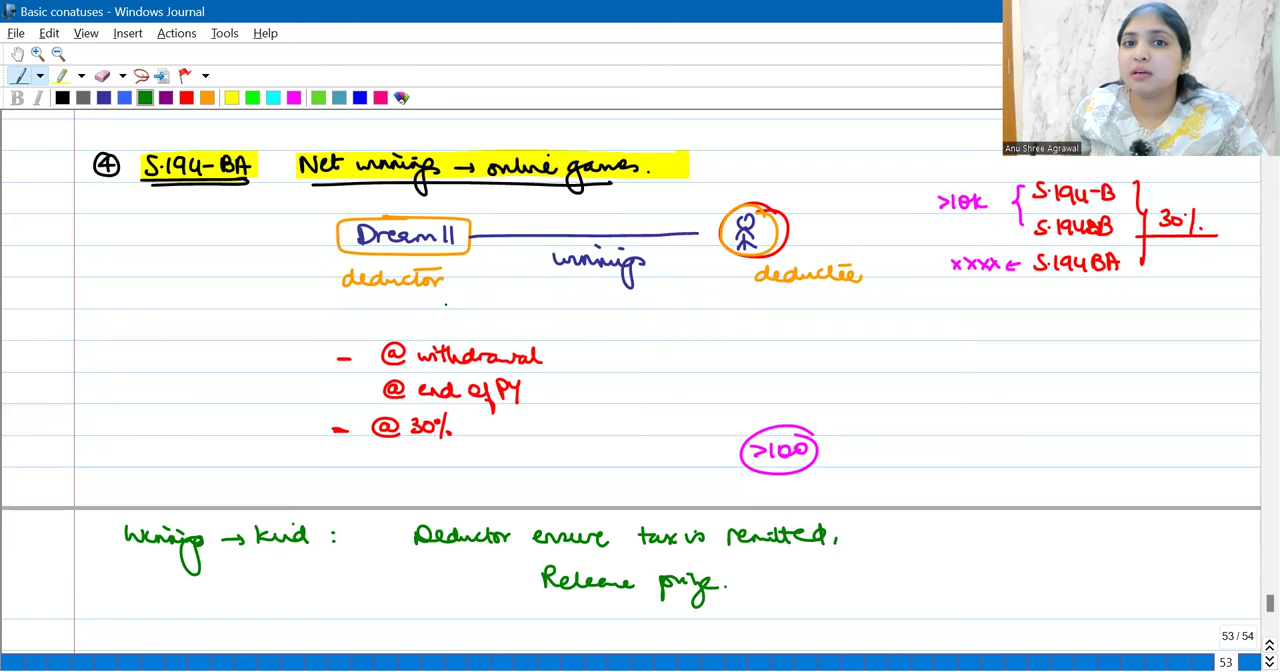 Basic conatuses - Windows Journal
File Edit View Insert Actions Tools Help
B I
Anu Shree Agrawal
④ S.194-BA Net winnings → online games.
>10k S.194-B
S.194BB 30%
xxxx ← S.194BA
Dream 11
winnings
deductor
deductee
- @ withdrawal
@ end of PY
- @ 30%
>100
Winnings → Kind : Deductor ensure tax is remitted,
Release prize.
53 / 54
53